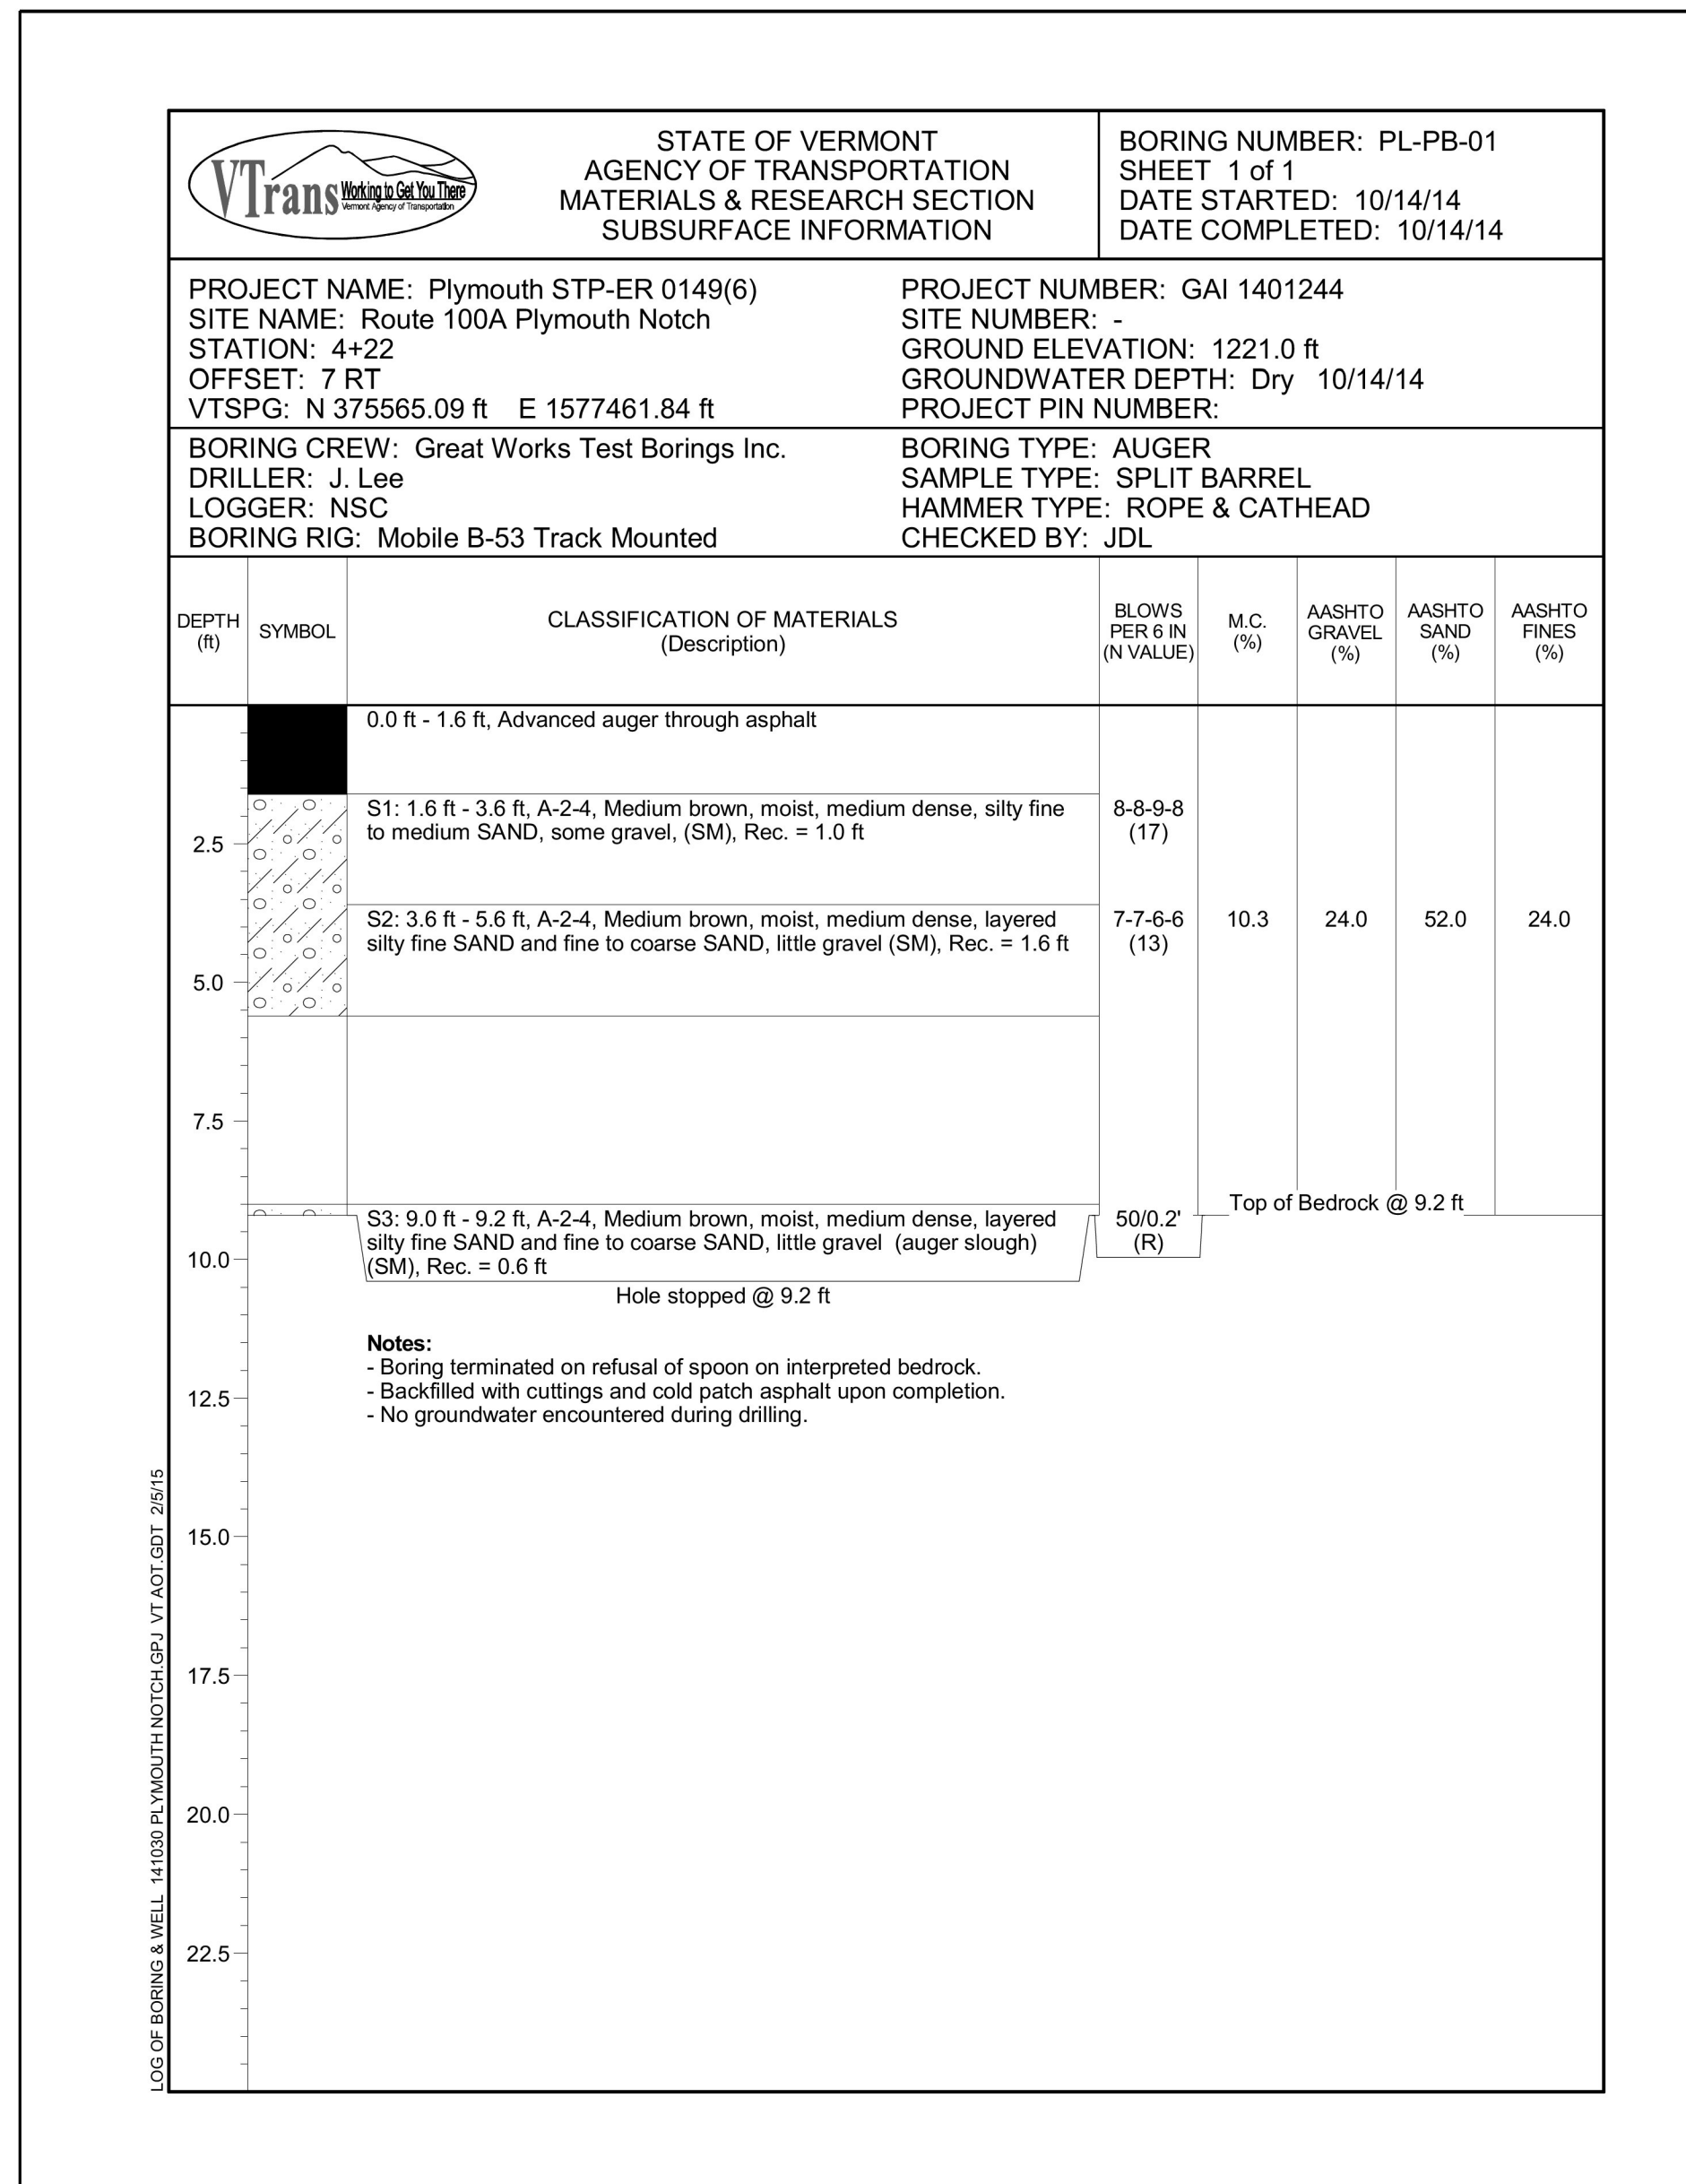 VTrans Working to Get You There
Vermont Agency of Transportation
STATE OF VERMONT
AGENCY OF TRANSPORTATION
MATERIALS & RESEARCH SECTION
SUBSURFACE INFORMATION
BORING NUMBER: PL-PB-01
SHEET 1 of 1
DATE STARTED: 10/14/14
DATE COMPLETED: 10/14/14
PROJECT NAME: Plymouth STP-ER 0149(6)
SITE NAME: Route 100A Plymouth Notch
STATION: 4+22
OFFSET: 7 RT
VTSPG: N 375565.09 ft E 1577461.84 ft
PROJECT NUMBER: GAI 1401244
SITE NUMBER: -
GROUND ELEVATION: 1221.0 ft
GROUNDWATER DEPTH: Dry 10/14/14
PROJECT PIN NUMBER:
BORING CREW: Great Works Test Borings Inc.
DRILLER: J. Lee
LOGGER: NSC
BORING RIG: Mobile B-53 Track Mounted
BORING TYPE: AUGER
SAMPLE TYPE: SPLIT BARREL
HAMMER TYPE: ROPE & CATHEAD
CHECKED BY: JDL
DEPTH
(ft)
SYMBOL
CLASSIFICATION OF MATERIALS
(Description)
BLOWS
PER 6 IN
(N VALUE)
M.C.
(%)
AASHTO
GRAVEL
(%)
AASHTO
SAND
(%)
AASHTO
FINES
(%)
0.0 ft - 1.6 ft, Advanced auger through asphalt
S1: 1.6 ft - 3.6 ft, A-2-4, Medium brown, moist, medium dense, silty fine
to medium SAND, some gravel, (SM), Rec. = 1.0 ft
8-8-9-8
(17)
2.5
S2: 3.6 ft - 5.6 ft, A-2-4, Medium brown, moist, medium dense, layered
silty fine SAND and fine to coarse SAND, little gravel (SM), Rec. = 1.6 ft
7-7-6-6
(13)
10.3
24.0
52.0
24.0
5.0
7.5
Top of Bedrock @ 9.2 ft
S3: 9.0 ft - 9.2 ft, A-2-4, Medium brown, moist, medium dense, layered
silty fine SAND and fine to coarse SAND, little gravel (auger slough)
(SM), Rec. = 0.6 ft
50/0.2'
(R)
10.0
Hole stopped @ 9.2 ft
Notes:
- Boring terminated on refusal of spoon on interpreted bedrock.
- Backfilled with cuttings and cold patch asphalt upon completion.
- No groundwater encountered during drilling.
12.5
15.0
17.5
20.0
22.5
LOG OF BORING & WELL 141030 PLYMOUTH NOTCH.GPJ VT AOT.GDT 2/5/15